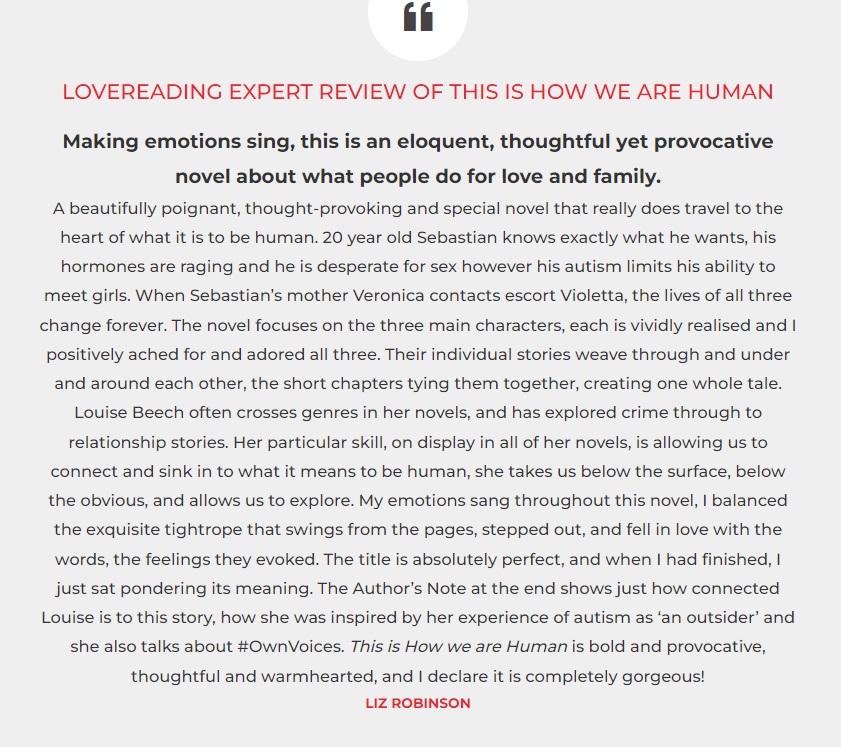 “
LOVEREADING EXPERT REVIEW OF THIS IS HOW WE ARE HUMAN
Making emotions sing, this is an eloquent, thoughtful yet provocative
novel about what people do for love and family.
A beautifully poignant, thought-provoking and special novel that really does travel to the
heart of what it is to be human. 20 year old Sebastian knows exactly what he wants, his
hormones are raging and he is desperate for sex however his autism limits his ability to
meet girls. When Sebastian’s mother Veronica contacts escort Violetta, the lives of all three
change forever. The novel focuses on the three main characters, each is vividly realised and I
positively ached for and adored all three. Their individual stories weave through and under
and around each other, the short chapters tying them together, creating one whole tale.
Louise Beech often crosses genres in her novels, and has explored crime through to
relationship stories. Her particular skill, on display in all of her novels, is allowing us to
connect and sink in to what it means to be human, she takes us below the surface, below
the obvious, and allows us to explore. My emotions sang throughout this novel, I balanced
the exquisite tightrope that swings from the pages, stepped out, and fell in love with the
words, the feelings they evoked. The title is absolutely perfect, and when I had finished, I
just sat pondering its meaning. The Author’s Note at the end shows just how connected
Louise is to this story, how she was inspired by her experience of autism as ‘an outsider’ and
she also talks about #OwnVoices. This is How we are Human is bold and provocative,
thoughtful and warmhearted, and I declare it is completely gorgeous!
LIZ ROBINSON